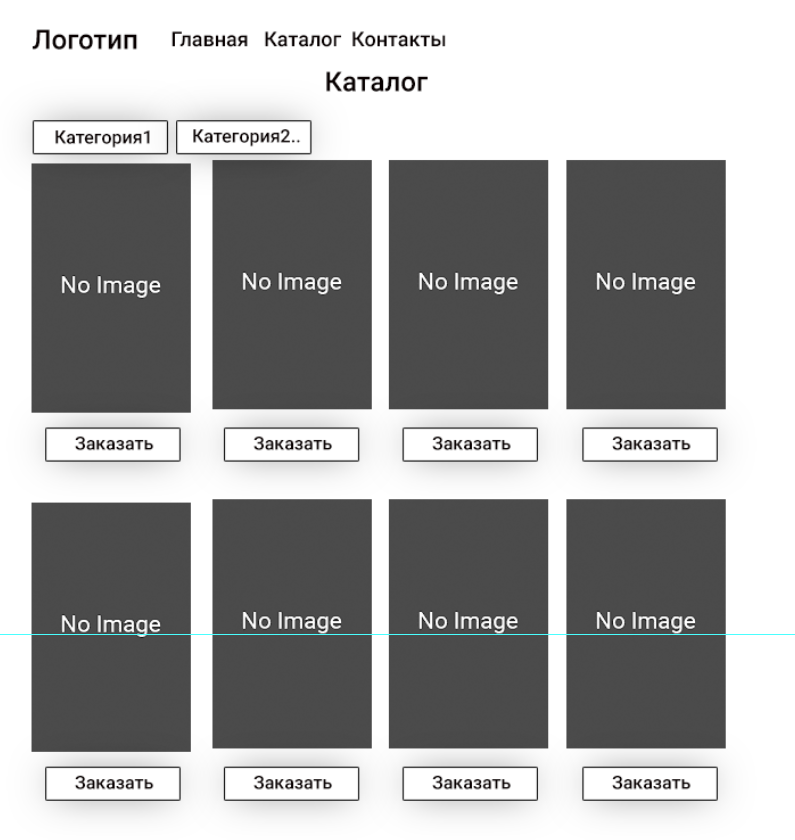 Логотип Главная Каталог Контакты
Каталог
Категория1 Категория2..
No Image No Image No Image No Image
Заказать Заказать Заказать Заказать
No Image No Image No Image No Image
Заказать Заказать Заказать Заказать